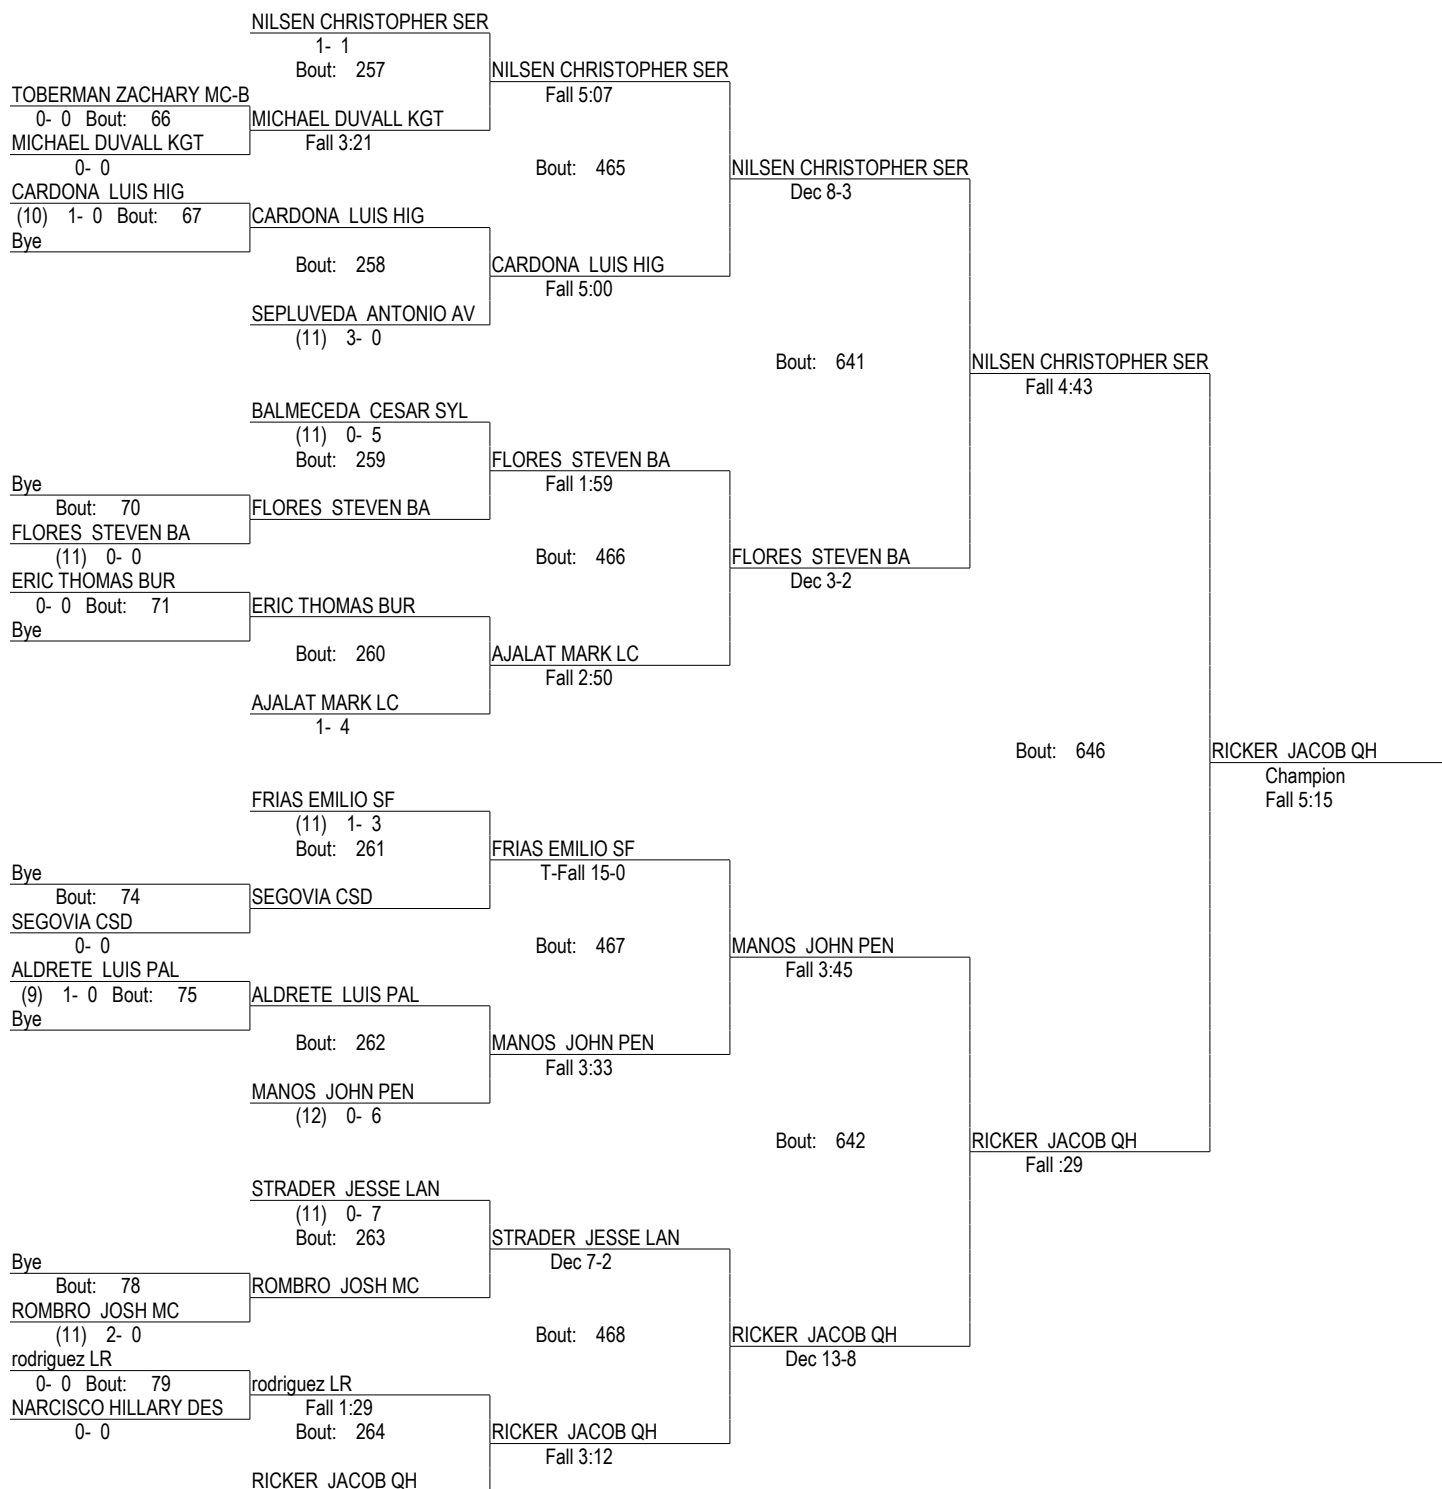 NILSEN CHRISTOPHER SER
1- 1
Bout: 257
NILSEN CHRISTOPHER SER
TOBERMAN ZACHARY MC-B
Fall 5:07
0- 0 Bout: 66
MICHAEL DUVALL KGT
MICHAEL DUVALL KGT
Fall 3:21
0- 0
Bout: 465
NILSEN CHRISTOPHER SER
CARDONA LUIS HIG
Dec 8-3
(10) 1- 0 Bout: 67
CARDONA LUIS HIG
Bye
Bout: 258
CARDONA LUIS HIG
Fall 5:00
SEPLUVEDA ANTONIO AV
(11) 3- 0
Bout: 641
NILSEN CHRISTOPHER SER
Fall 4:43
BALMECEDA CESAR SYL
(11) 0- 5
Bout: 259
FLORES STEVEN BA
Bye
Fall 1:59
Bout: 70
FLORES STEVEN BA
FLORES STEVEN BA
(11) 0- 0
Bout: 466
FLORES STEVEN BA
ERIC THOMAS BUR
Dec 3-2
0- 0 Bout: 71
ERIC THOMAS BUR
Bye
Bout: 260
AJALAT MARK LC
Fall 2:50
AJALAT MARK LC
1- 4
Bout: 646
RICKER JACOB QH
Champion
Fall 5:15
FRIAS EMILIO SF
(11) 1- 3
Bout: 261
FRIAS EMILIO SF
Bye
T-Fall 15-0
Bout: 74
SEGOVIA CSD
SEGOVIA CSD
0- 0
Bout: 467
MANOS JOHN PEN
ALDRETE LUIS PAL
Fall 3:45
(9) 1- 0 Bout: 75
ALDRETE LUIS PAL
Bye
Bout: 262
MANOS JOHN PEN
Fall 3:33
MANOS JOHN PEN
(12) 0- 6
Bout: 642
RICKER JACOB QH
Fall :29
STRADER JESSE LAN
(11) 0- 7
Bout: 263
STRADER JESSE LAN
Bye
Dec 7-2
Bout: 78
ROMBRO JOSH MC
ROMBRO JOSH MC
(11) 2- 0
Bout: 468
RICKER JACOB QH
rodriguez LR
Dec 13-8
0- 0 Bout: 79
rodriguez LR
NARCISCO HILLARY DES
Fall 1:29
0- 0
Bout: 264
RICKER JACOB QH
Fall 3:12
RICKER JACOB QH